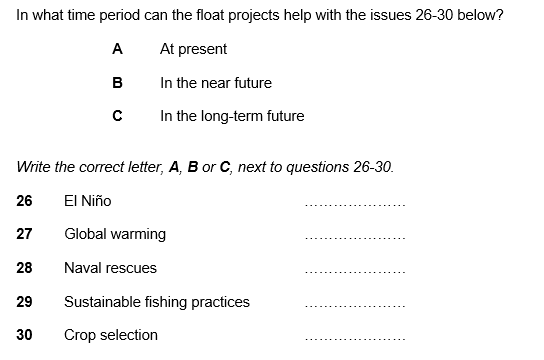 In what time period can the float projects help with the issues 26-30 below?
A At present
B In the near future
C In the long-term future
Write the correct letter, A, B or C, next to questions 26-30.
26 El Niño .....................
27 Global warming .....................
28 Naval rescues .....................
29 Sustainable fishing practices .....................
30 Crop selection .....................